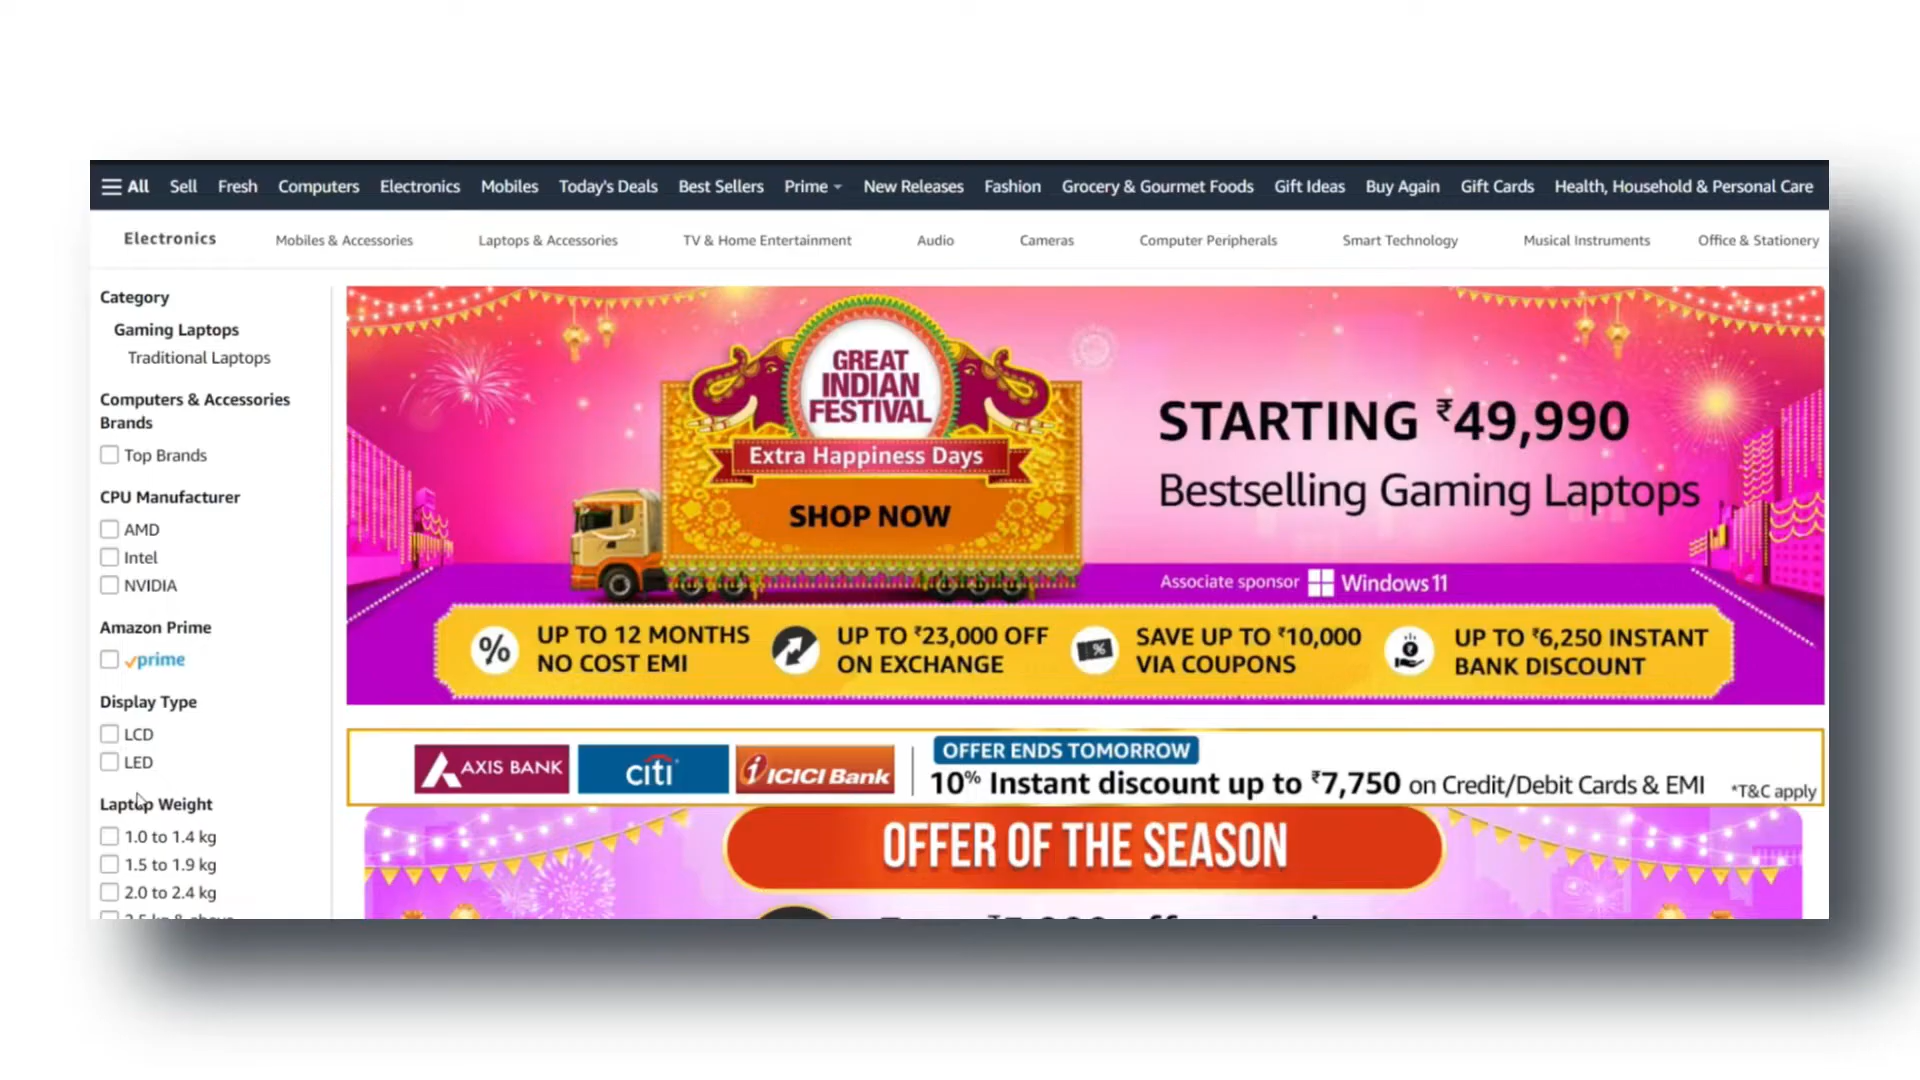 All Sell Fresh Computers Electronics Mobiles Today's Deals Best Sellers Prime New Releases Fashion Grocery & Gourmet Foods Gift Ideas Buy Again Gift Cards Health, Household & Personal Care
Electronics Mobiles & Accessories Laptops & Accessories TV & Home Entertainment Audio Cameras Computer Peripherals Smart Technology Musical Instruments Office & Stationery
Category
Gaming Laptops
Traditional Laptops
Computers & Accessories
Brands
Top Brands
CPU Manufacturer
AMD
Intel
NVIDIA
Amazon Prime
prime
Display Type
LCD
LED
Laptop Weight
1.0 to 1.4 kg
1.5 to 1.9 kg
2.0 to 2.4 kg
GREAT
INDIAN
FESTIVAL
Extra Happiness Days
SHOP NOW
STARTING ₹49,990
Bestselling Gaming Laptops
Associate sponsor Windows 11
% UP TO 12 MONTHS
NO COST EMI
UP TO ₹23,000 OFF
ON EXCHANGE
% SAVE UP TO ₹10,000
VIA COUPONS
₹ UP TO ₹6,250 INSTANT
BANK DISCOUNT
AXIS BANK citi ICICI Bank
OFFER ENDS TOMORROW
10% Instant discount up to ₹7,750 on Credit/Debit Cards & EMI *T&C apply
OFFER OF THE SEASON